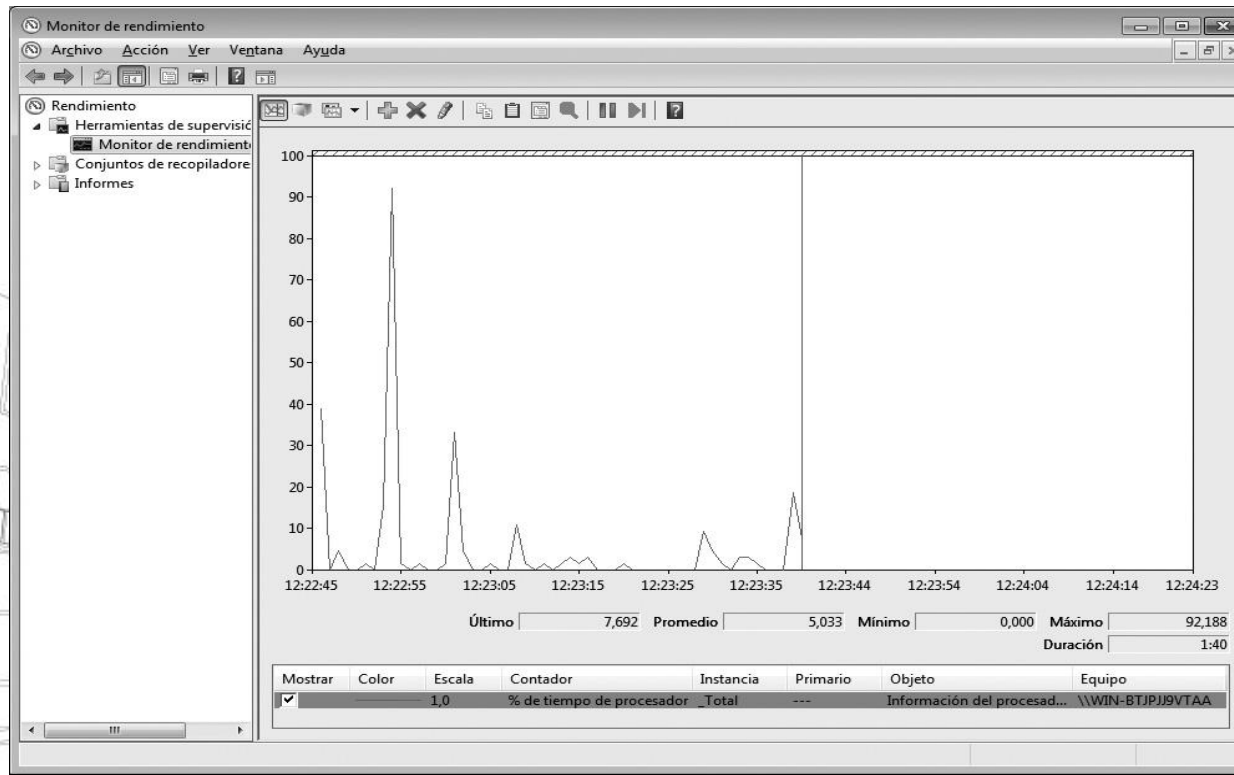 Monitor de rendimiento
Archivo Acción Ver Ventana Ayuda
Rendimiento
Herramientas de supervisić
Monitor de rendimiento
Conjuntos de recopiladore
Informes
100
90
80
70
60
50
40
30
20
10
0
12:22:45 12:22:55 12:23:05 12:23:15 12:23:25 12:23:35 12:23:44 12:23:54 12:24:04 12:24:14 12:24:23
Último 7,692 Promedio 5,033 Mínimo 0,000 Máximo 92,188
Duración 1:40
Mostrar Color Escala Contador Instancia Primario Objeto Equipo
1,0 % de tiempo de procesador _Total --- Información del procesad... \\WIN-BTJPJJ9VTAA